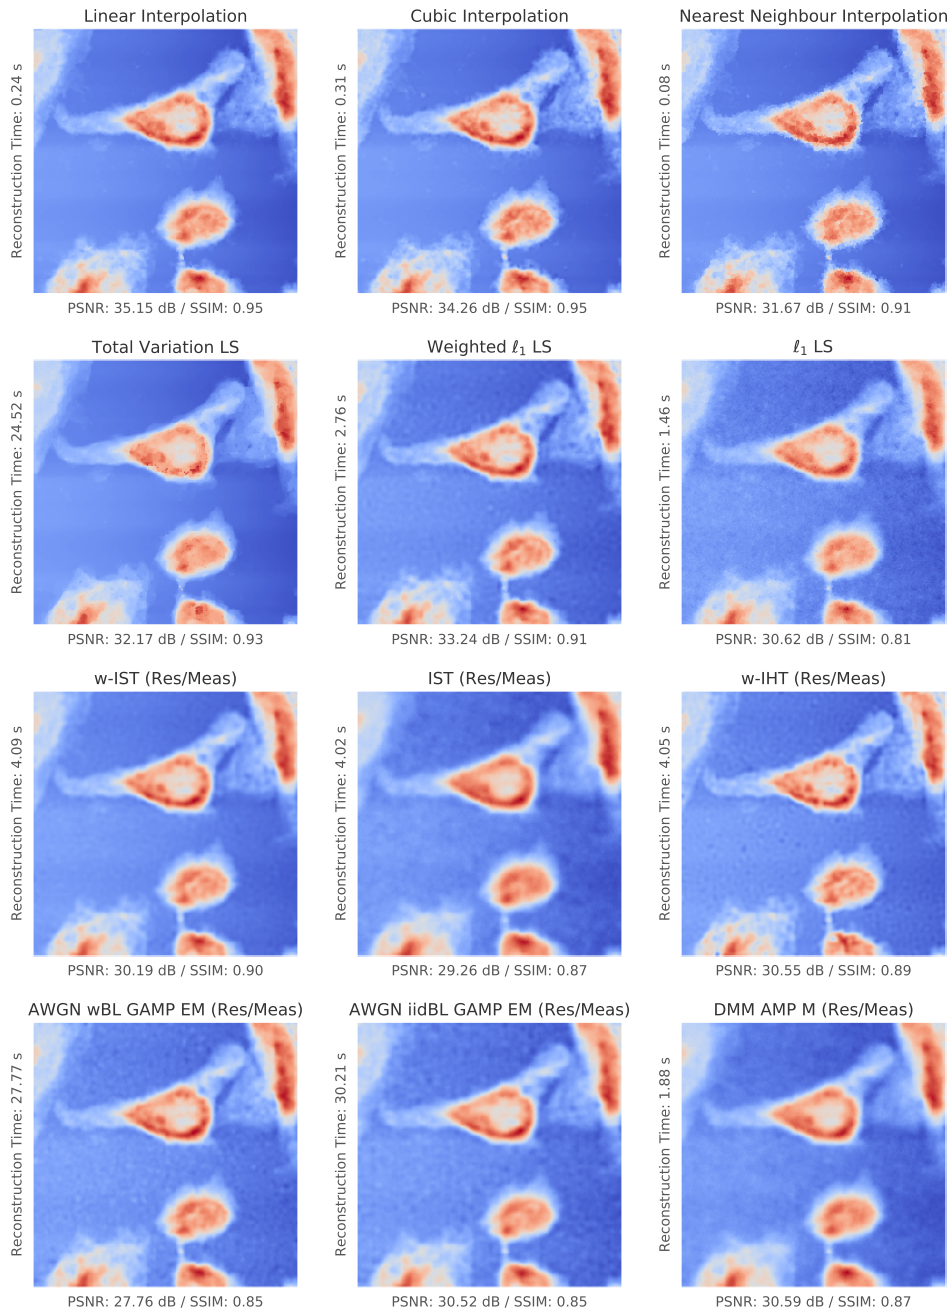 Linear Interpolation
Reconstruction Time: 0.24 s
PSNR: 35.15 dB / SSIM: 0.95
Cubic Interpolation
Reconstruction Time: 0.31 s
PSNR: 34.26 dB / SSIM: 0.95
Nearest Neighbour Interpolation
Reconstruction Time: 0.08 s
PSNR: 31.67 dB / SSIM: 0.91
Total Variation LS
Reconstruction Time: 24.52 s
PSNR: 32.17 dB / SSIM: 0.93
Weighted ℓ₁ LS
Reconstruction Time: 2.76 s
PSNR: 33.24 dB / SSIM: 0.91
ℓ₁ LS
Reconstruction Time: 1.46 s
PSNR: 30.62 dB / SSIM: 0.81
w-IST (Res/Meas)
Reconstruction Time: 4.09 s
PSNR: 30.19 dB / SSIM: 0.90
IST (Res/Meas)
Reconstruction Time: 4.02 s
PSNR: 29.26 dB / SSIM: 0.87
w-IHT (Res/Meas)
Reconstruction Time: 4.05 s
PSNR: 30.55 dB / SSIM: 0.89
AWGN wBL GAMP EM (Res/Meas)
Reconstruction Time: 27.77 s
PSNR: 27.76 dB / SSIM: 0.85
AWGN iidBL GAMP EM (Res/Meas)
Reconstruction Time: 30.21 s
PSNR: 30.52 dB / SSIM: 0.85
DMM AMP M (Res/Meas)
Reconstruction Time: 1.88 s
PSNR: 30.59 dB / SSIM: 0.87